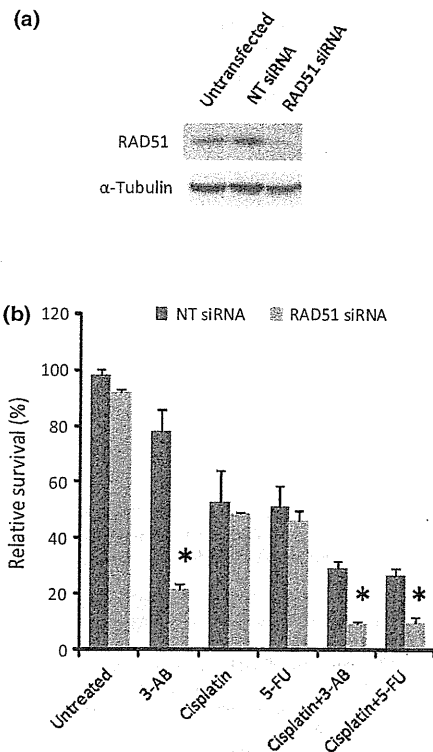 (a)
Untransfected
NT siRNA
RAD51 siRNA
RAD51
α-Tubulin
(b)
NT siRNA
RAD51 siRNA
120
100
80
60
40
20
0
Relative survival (%)
*
*
*
Untreated
3-AB
Cisplatin
5-FU
Cisplatin+3-AB
Cisplatin+5-FU